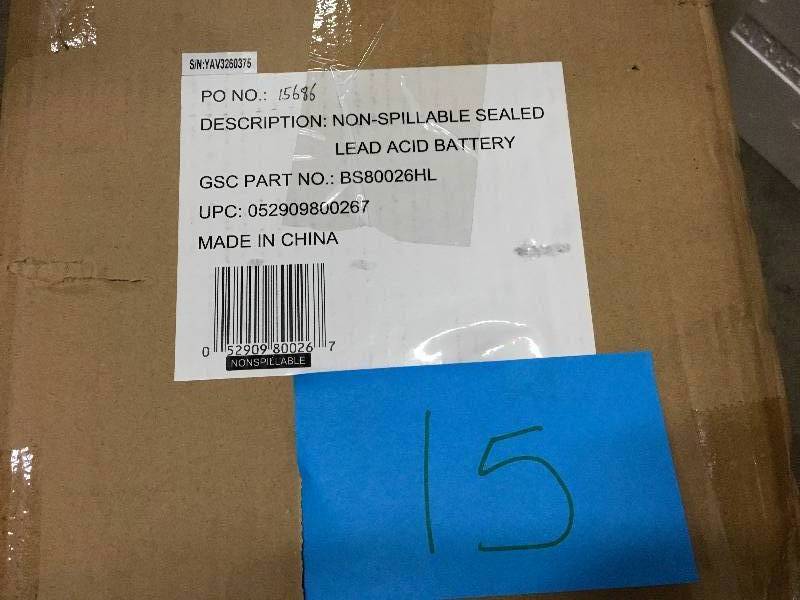 S/N:YAV3260375
PO NO.: 15686
DESCRIPTION: NON-SPILLABLE SEALED
LEAD ACID BATTERY
GSC PART NO.: BS80026HL
UPC: 052909800267
MADE IN CHINA
0 52909 80026 7
NONSPILLABLE
15